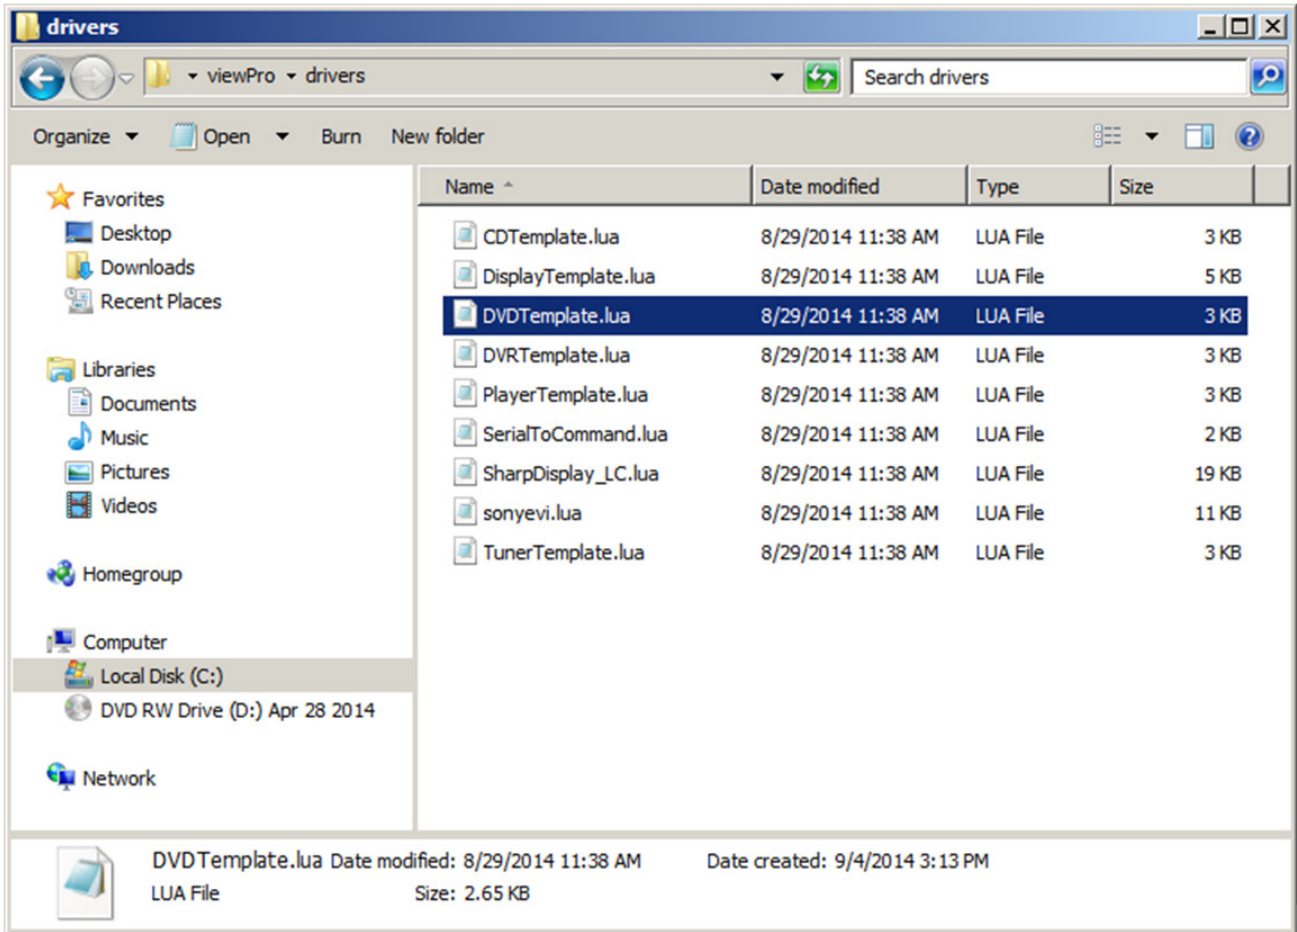 drivers
viewPro drivers Search drivers
Organize Open Burn New folder
Favorites
Desktop
Downloads
Recent Places
Libraries
Documents
Music
Pictures
Videos
Homegroup
Computer
Local Disk (C:)
DVD RW Drive (D:) Apr 28 2014
Network
Name Date modified Type Size
CDTemplate.lua 8/29/2014 11:38 AM LUA File 3 KB
DisplayTemplate.lua 8/29/2014 11:38 AM LUA File 5 KB
DVDTemplate.lua 8/29/2014 11:38 AM LUA File 3 KB
DVRTemplate.lua 8/29/2014 11:38 AM LUA File 3 KB
PlayerTemplate.lua 8/29/2014 11:38 AM LUA File 3 KB
SerialToCommand.lua 8/29/2014 11:38 AM LUA File 2 KB
SharpDisplay_LC.lua 8/29/2014 11:38 AM LUA File 19 KB
sonyevi.lua 8/29/2014 11:38 AM LUA File 11 KB
TunerTemplate.lua 8/29/2014 11:38 AM LUA File 3 KB
DVDTemplate.lua Date modified: 8/29/2014 11:38 AM Date created: 9/4/2014 3:13 PM
LUA File Size: 2.65 KB